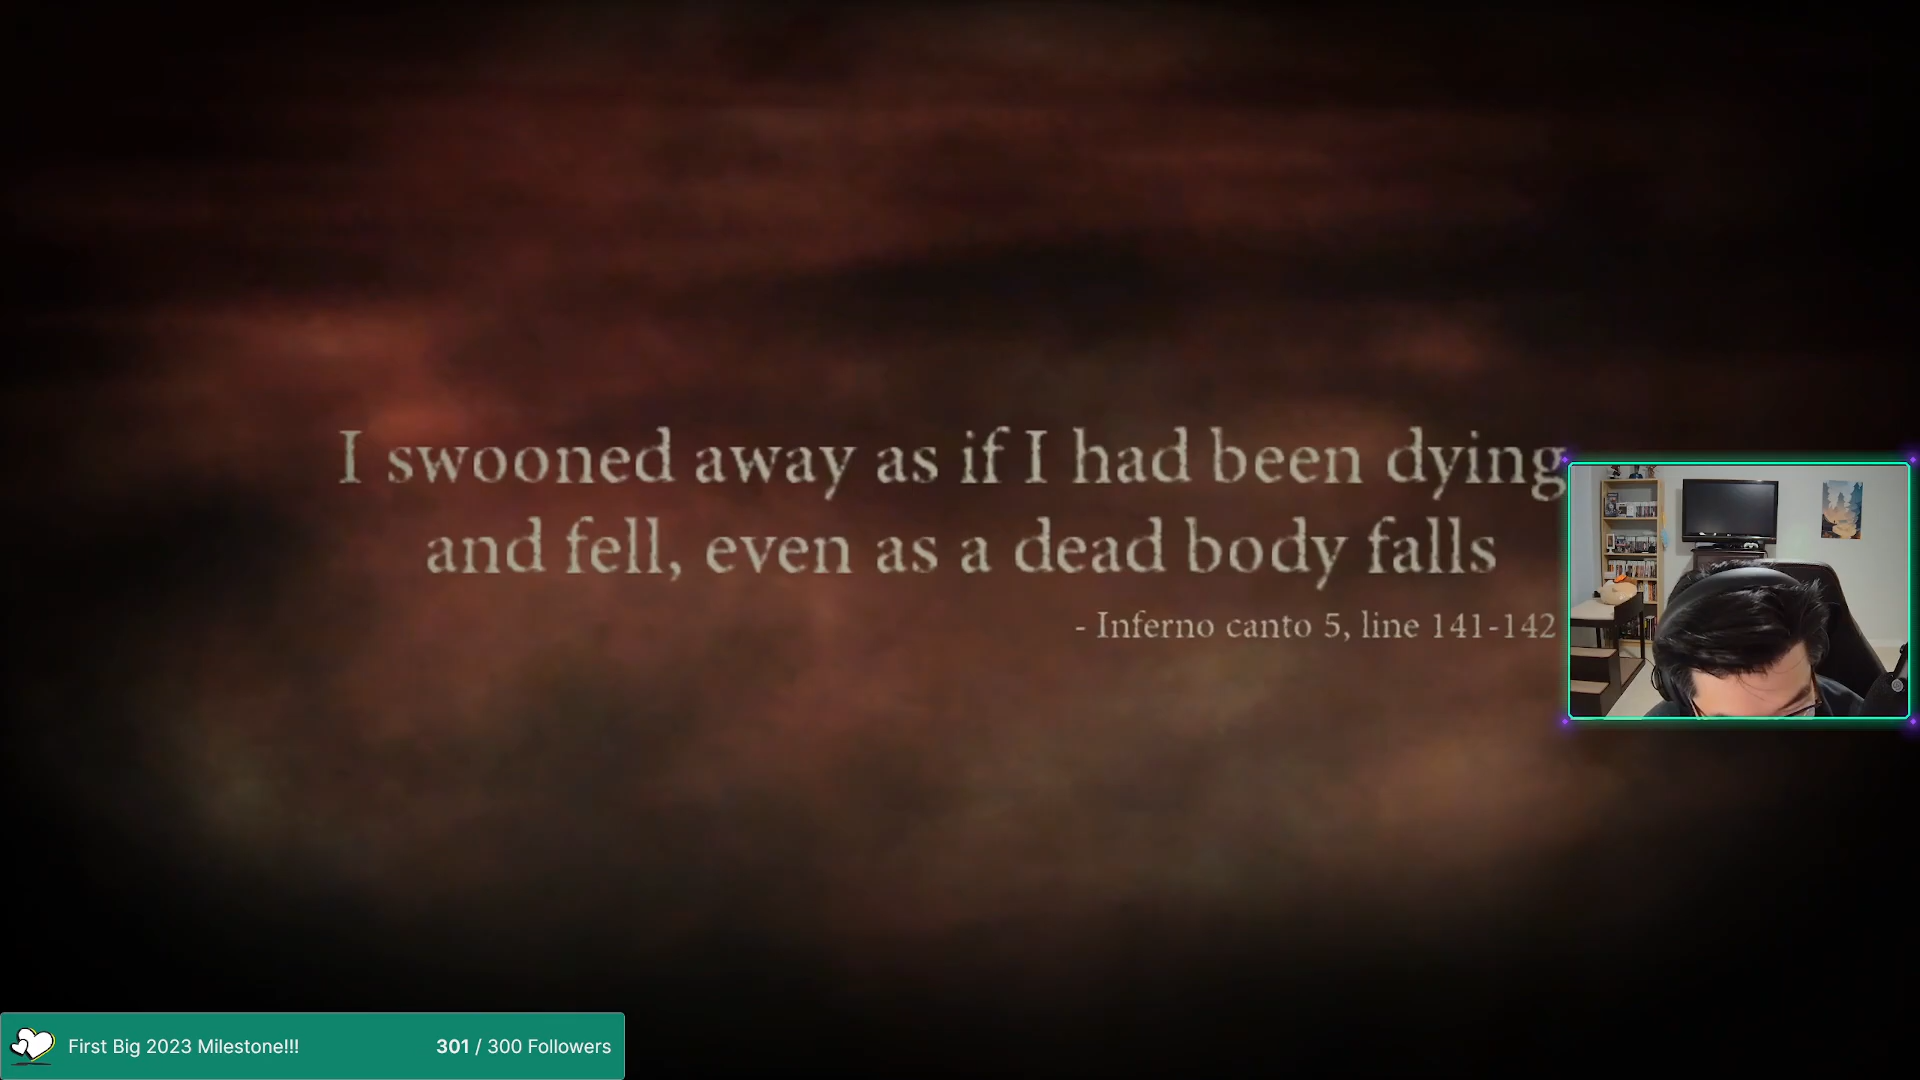 I swooned away as if I had been dying
and fell, even as a dead body falls
- Inferno canto 5, line 141-142
First Big 2023 Milestone!!!
301 / 300 Followers